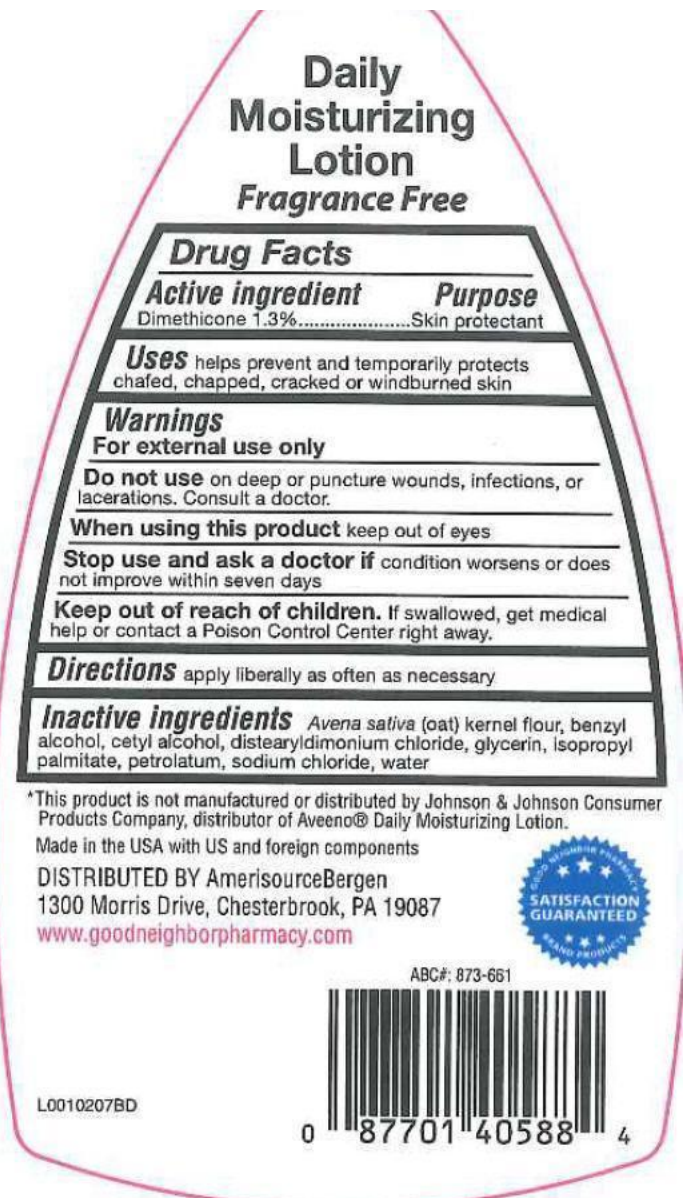 Daily
Moisturizing
Lotion
Fragrance Free
Drug Facts
Active ingredient Purpose
Dimethicone 1.3%.....................Skin protectant
Uses helps prevent and temporarily protects
chafed, chapped, cracked or windburned skin
Warnings
For external use only
Do not use on deep or puncture wounds, infections, or
lacerations. Consult a doctor.
When using this product keep out of eyes
Stop use and ask a doctor if condition worsens or does
not improve within seven days
Keep out of reach of children. If swallowed, get medical
help or contact a Poison Control Center right away.
Directions apply liberally as often as necessary
Inactive ingredients Avena sativa (oat) kernel flour, benzyl
alcohol, cetyl alcohol, distearyldimonium chloride, glycerin, isopropyl
palmitate, petrolatum, sodium chloride, water
*This product is not manufactured or distributed by Johnson & Johnson Consumer
Products Company, distributor of Aveeno® Daily Moisturizing Lotion.
Made in the USA with US and foreign components
DISTRIBUTED BY AmerisourceBergen
1300 Morris Drive, Chesterbrook, PA 19087
www.goodneighborpharmacy.com
GOOD NEIGHBOR PHARMACY
SATISFACTION
GUARANTEED
BRAND PRODUCTS
ABC#: 873-661
L0010207BD
0 87701 40588 4